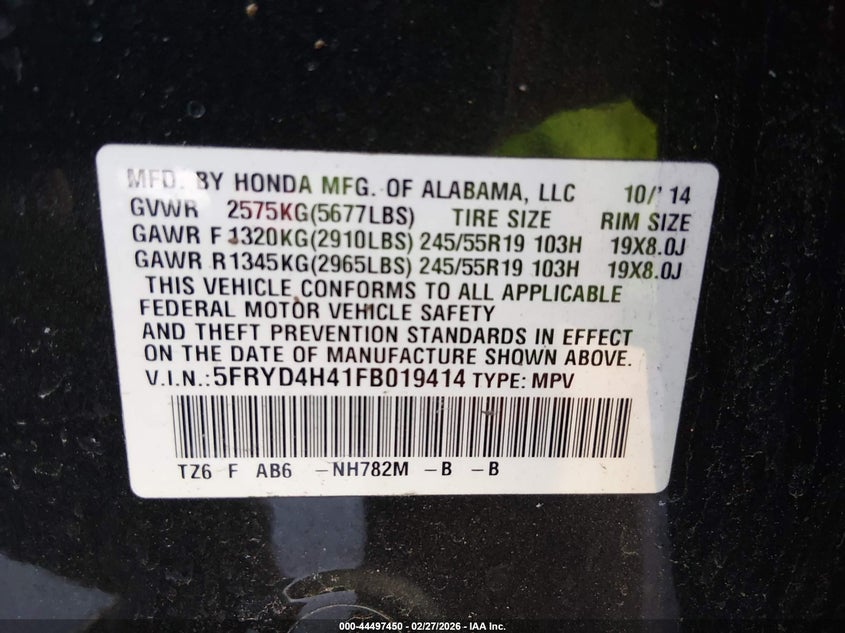 MFD. BY HONDA MFG. OF ALABAMA, LLC 10/' 14
GVWR 2575KG(5677LBS) TIRE SIZE RIM SIZE
GAWR F 1320KG(2910LBS) 245/55R19 103H 19X8.0J
GAWR R1345KG(2965LBS) 245/55R19 103H 19X8.0J
THIS VEHICLE CONFORMS TO ALL APPLICABLE
FEDERAL MOTOR VEHICLE SAFETY
AND THEFT PREVENTION STANDARDS IN EFFECT
ON THE DATE OF MANUFACTURE SHOWN ABOVE.
V.I.N.:5FRYD4H41FB019414 TYPE: MPV
TZ6 F AB6 -NH782M -B -B
000-44497450 - 02/27/2026 - IAA Inc.